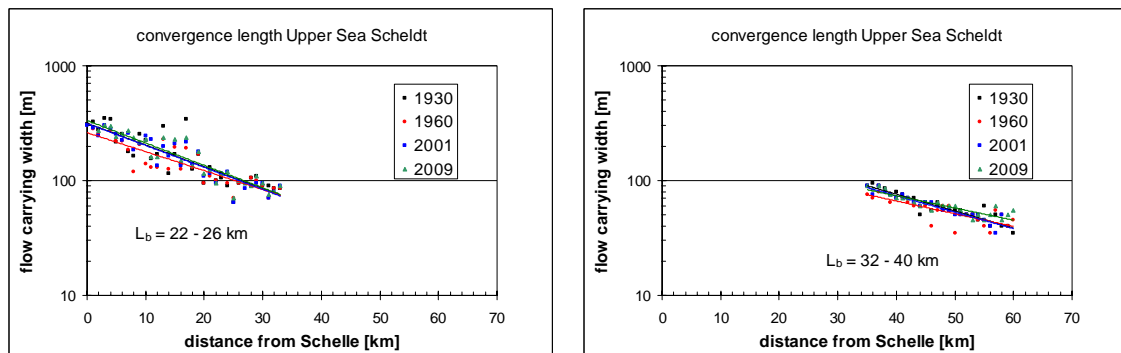 convergence length Upper Sea Scheldt
1000
100
10
flow carrying width [m]
1930
1960
2001
2009
L_b = 22 - 26 km
0 10 20 30 40 50 60 70
distance from Schelle [km]
convergence length Upper Sea Scheldt
1000
100
10
flow carrying width [m]
1930
1960
2001
2009
L_b = 32 - 40 km
0 10 20 30 40 50 60 70
distance from Schelle [km]